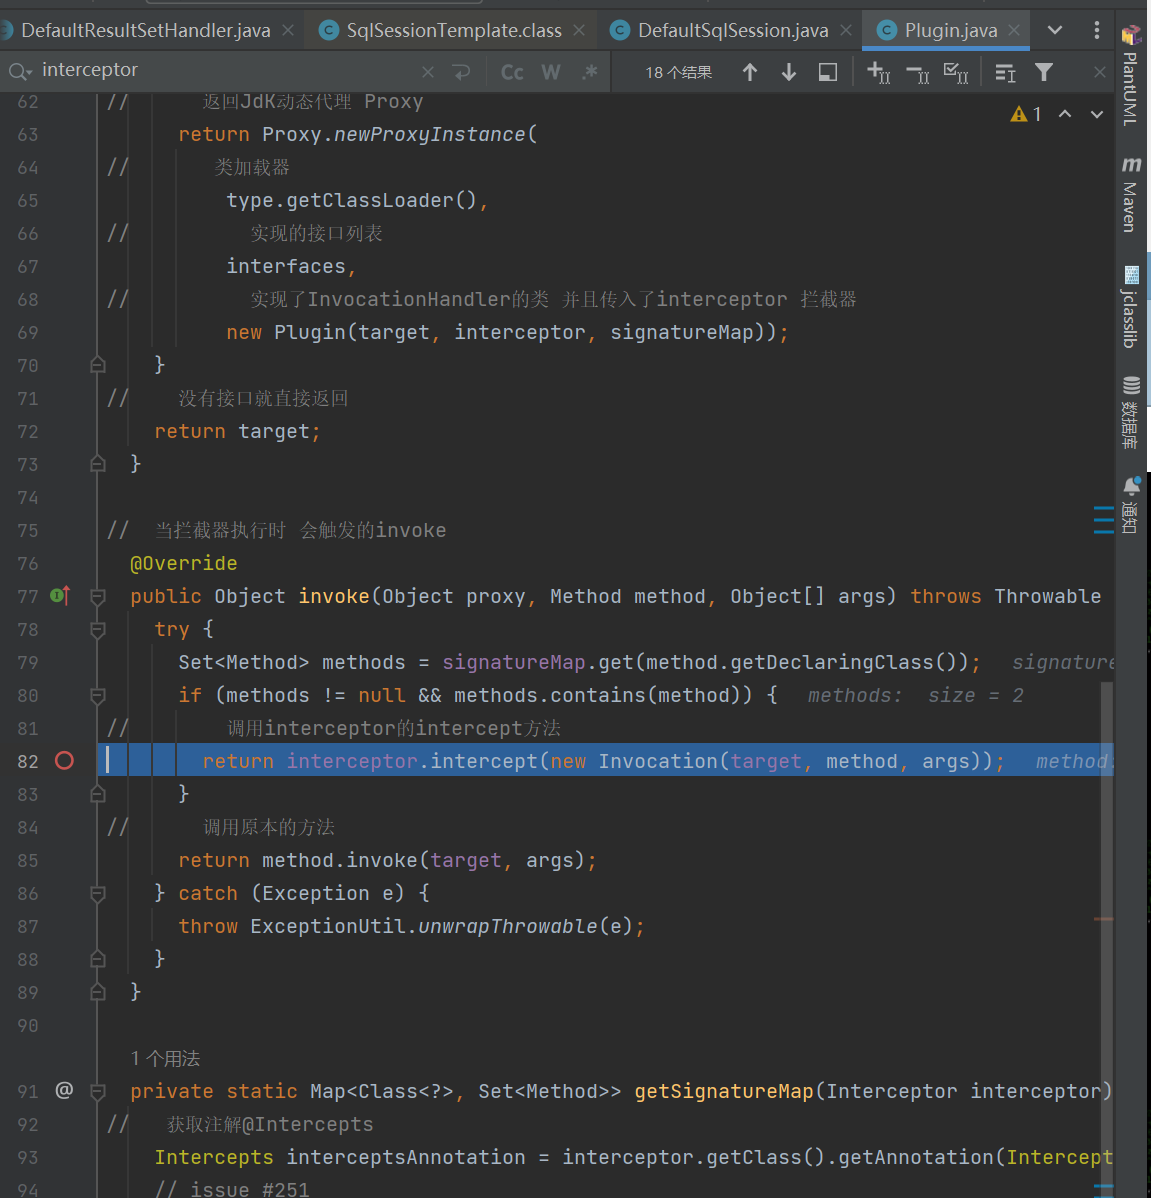 DefaultResultSetHandler.java
SqlSessionTemplate.class
DefaultSqlSession.java
Plugin.java
interceptor
Cc
W
.*
18 个结果
PlantUML
Maven
jclasslib
数据库
通知
1
62 // 返回JdK动态代理 Proxy
63 return Proxy.newProxyInstance(
64 // 类加载器
65 type.getClassLoader(),
66 // 实现的接口列表
67 interfaces,
68 // 实现了InvocationHandler的类 并且传入了interceptor 拦截器
69 new Plugin(target, interceptor, signatureMap));
70 }
71 // 没有接口就直接返回
72 return target;
73 }
74
75 // 当拦截器执行时 会触发的invoke
76 @Override
77 public Object invoke(Object proxy, Method method, Object[] args) throws Throwable
78 try {
79 Set<Method> methods = signatureMap.get(method.getDeclaringClass()); signature
80 if (methods != null && methods.contains(method)) { methods: size = 2
81 // 调用interceptor的intercept方法
82 return interceptor.intercept(new Invocation(target, method, args)); method:
83 }
84 // 调用原本的方法
85 return method.invoke(target, args);
86 } catch (Exception e) {
87 throw ExceptionUtil.unwrapThrowable(e);
88 }
89 }
90
1 个用法
91 @ private static Map<Class<?>, Set<Method>> getSignatureMap(Interceptor interceptor)
92 // 获取注解@Intercepts
93 Intercepts interceptsAnnotation = interceptor.getClass().getAnnotation(Intercept
94 // issue #251